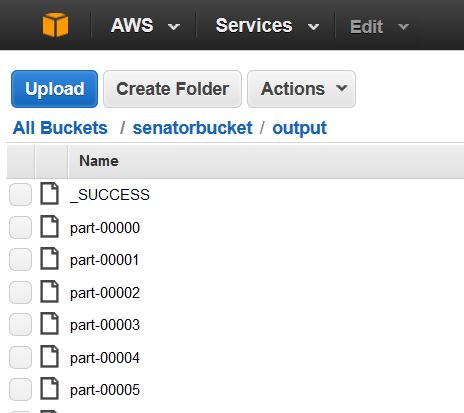 AWS Services Edit
Upload Create Folder Actions
All Buckets / senatorbucket / output
Name
_SUCCESS
part-00000
part-00001
part-00002
part-00003
part-00004
part-00005